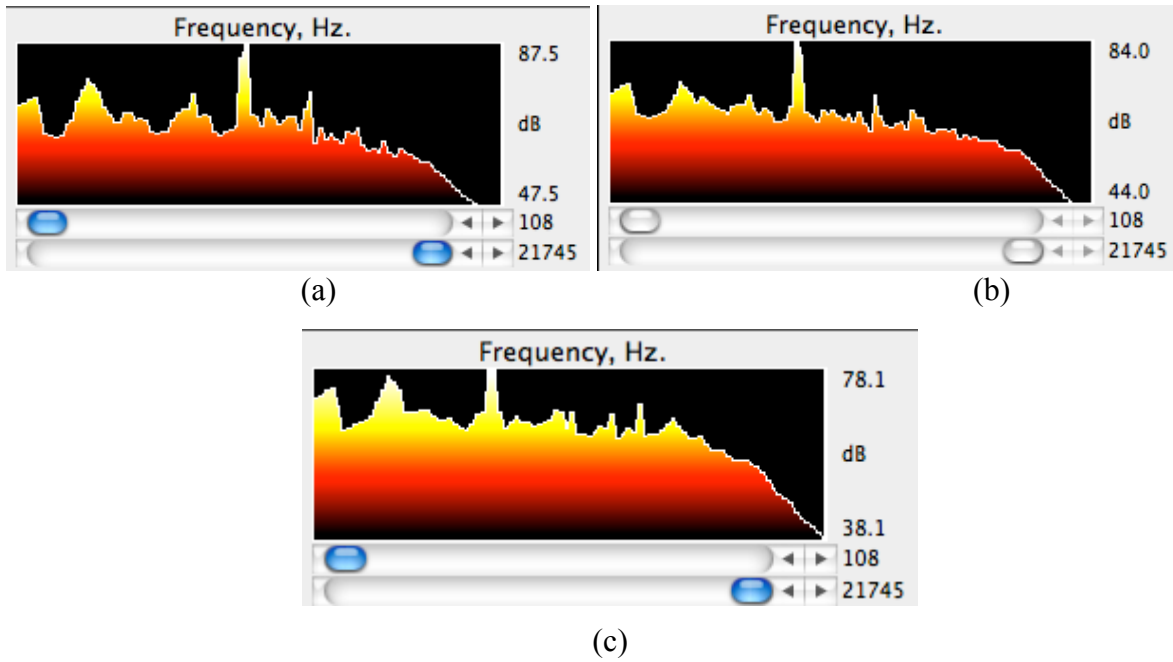 Frequency, Hz.
87.5
dB
47.5
108
21745
(a)
Frequency, Hz.
84.0
dB
44.0
108
21745
(b)
Frequency, Hz.
78.1
dB
38.1
108
21745
(c)